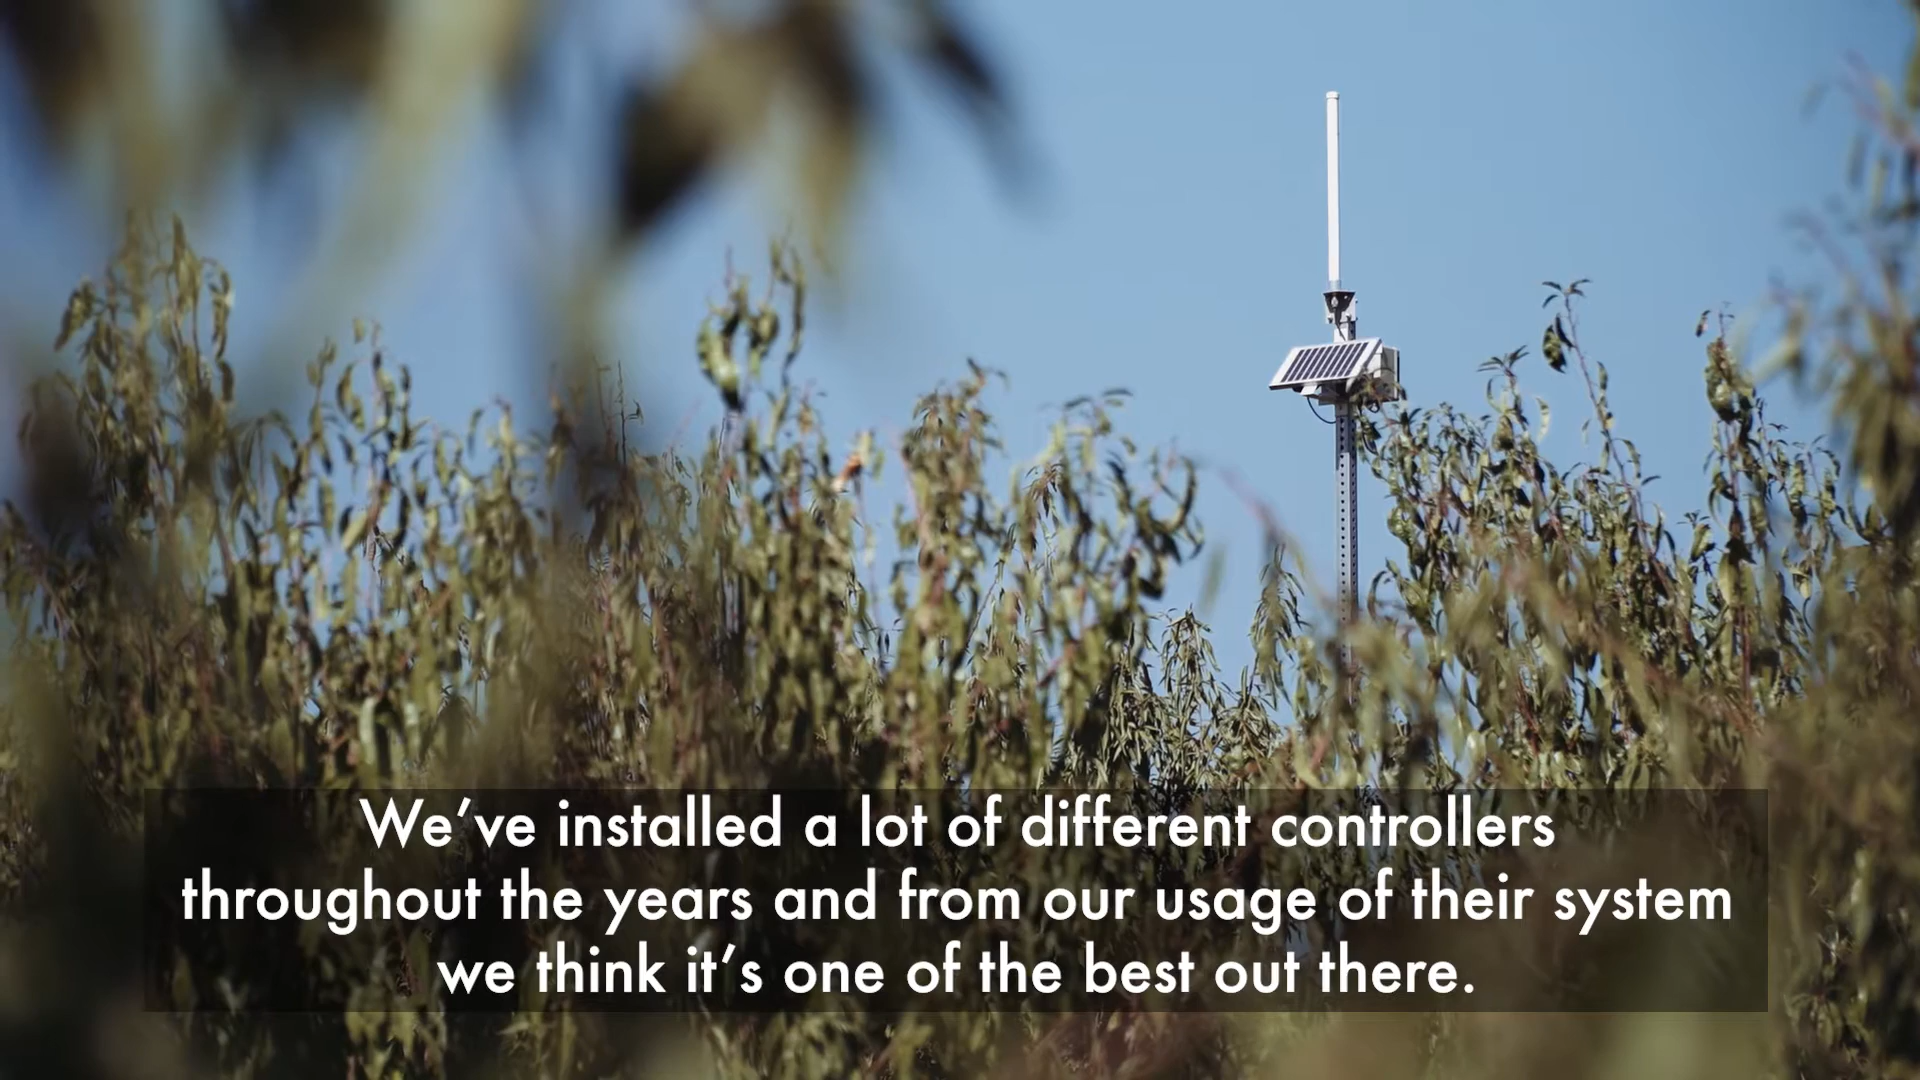 We’ve installed a lot of different controllers
throughout the years and from our usage of their system
we think it’s one of the best out there.